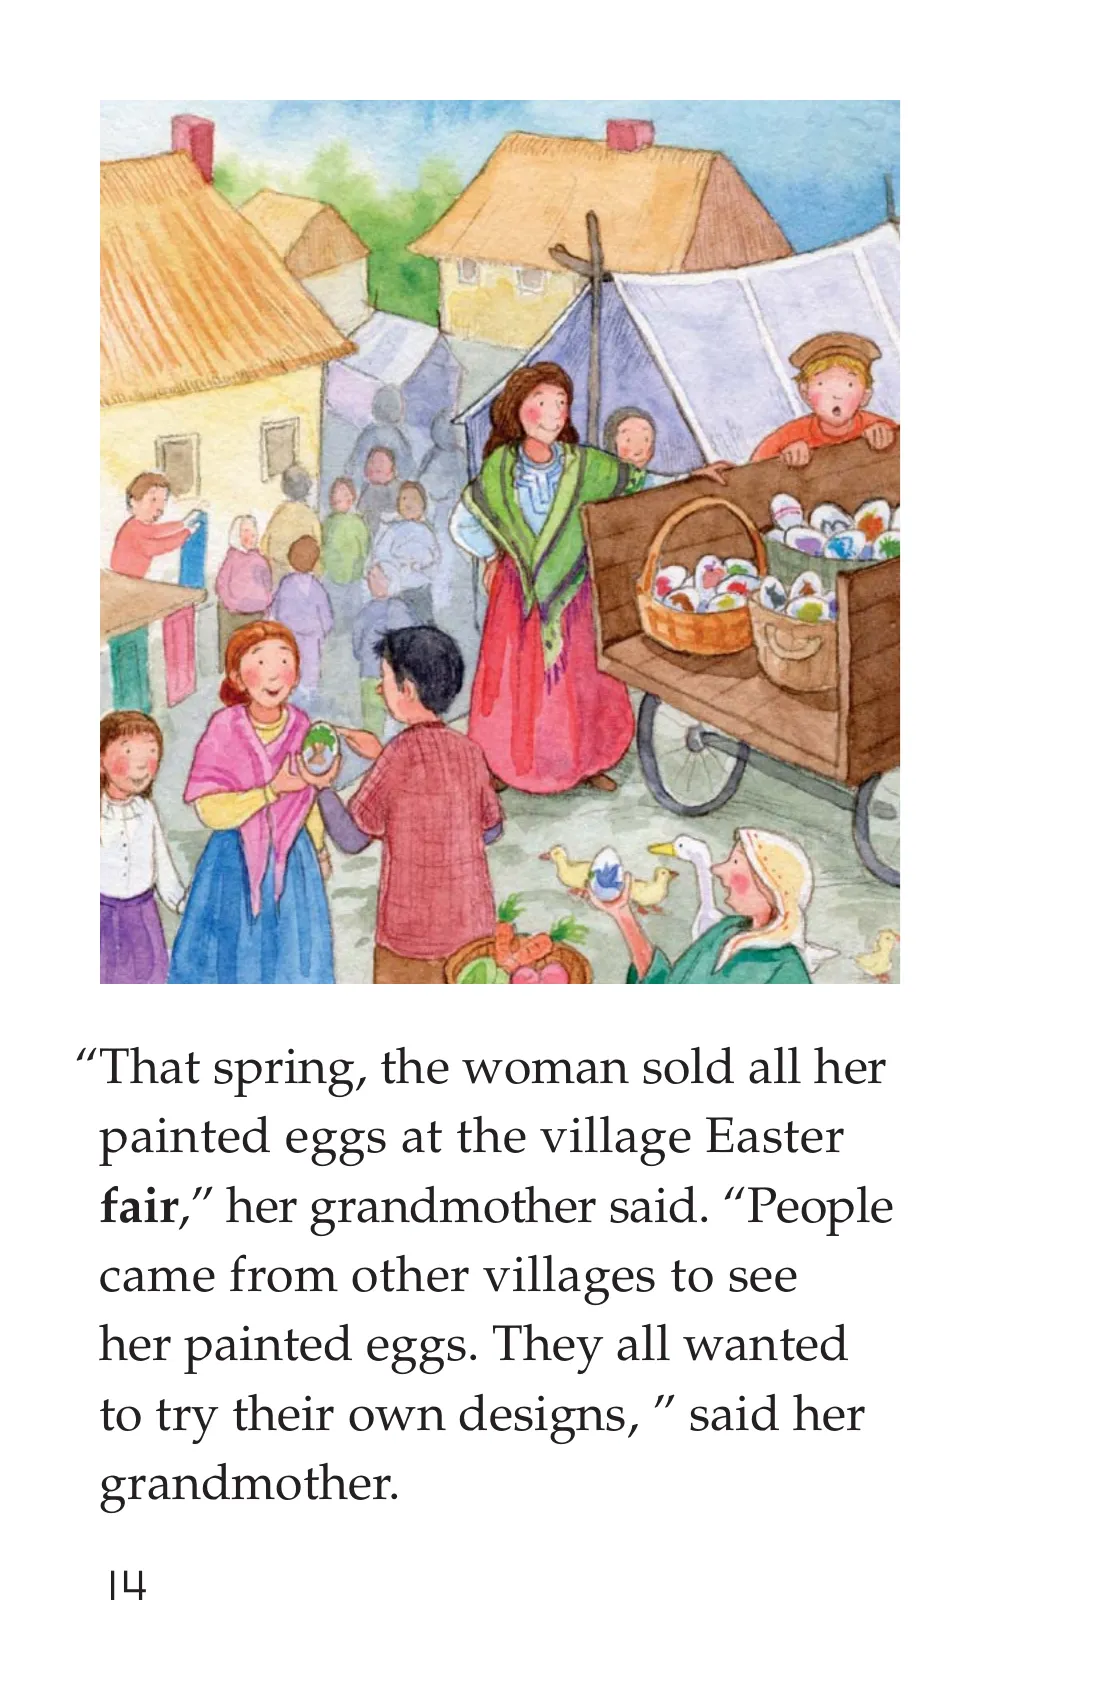 “That spring, the woman sold all her
painted eggs at the village Easter
fair,” her grandmother said. “People
came from other villages to see
her painted eggs. They all wanted
to try their own designs, ” said her
grandmother.
14